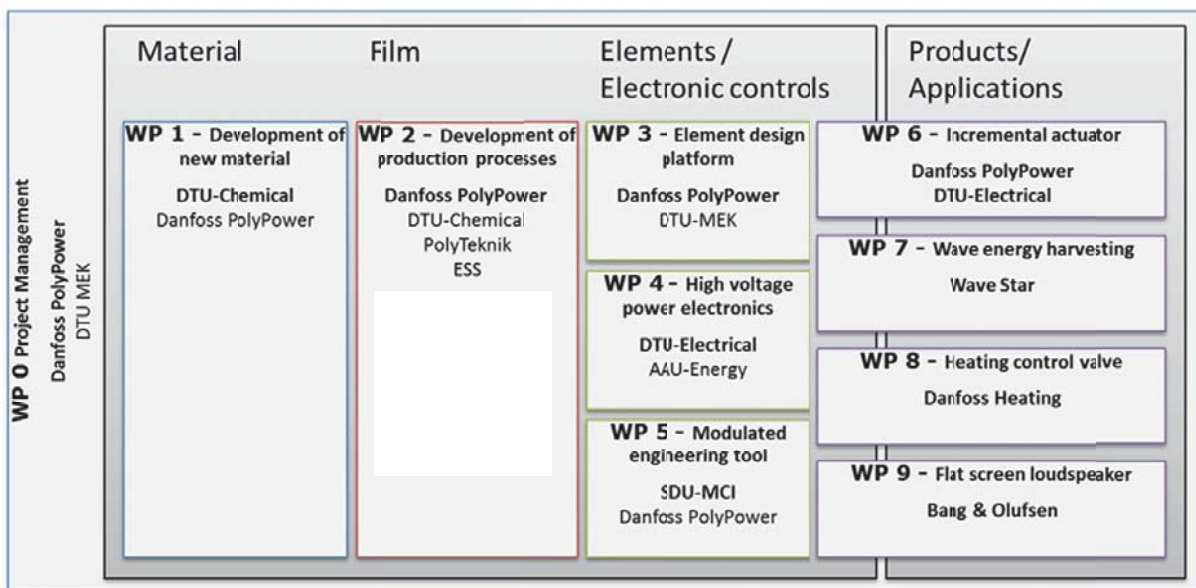 WP 0 Project Management
Danfoss PolyPower
DTU MEK
Material
Film
Elements/
Electronic controls
Products/
Applications
WP 1 - Development of
new material
DTU-Chemical
Danfoss PolyPower
WP 2 - Development of
production processes
Danfoss PolyPower
DTU-Chemical
PolyTeknik
ESS
WP 3 - Element design
platform
Danfoss PolyPower
DTU-MEK
WP 4 - High voltage
power electronics
DTU-Electrical
AAU-Energy
WP 5 - Modulated
engineering tool
SDU-MCI
Danfoss PolyPower
WP 6 - Incremental actuator
Danfoss PolyPower
DTU-Electrical
WP 7 - Wave energy harvesting
Wave Star
WP 8 - Heating control valve
Danfoss Heating
WP 9 - Flat screen loudspeaker
Bang & Olufsen